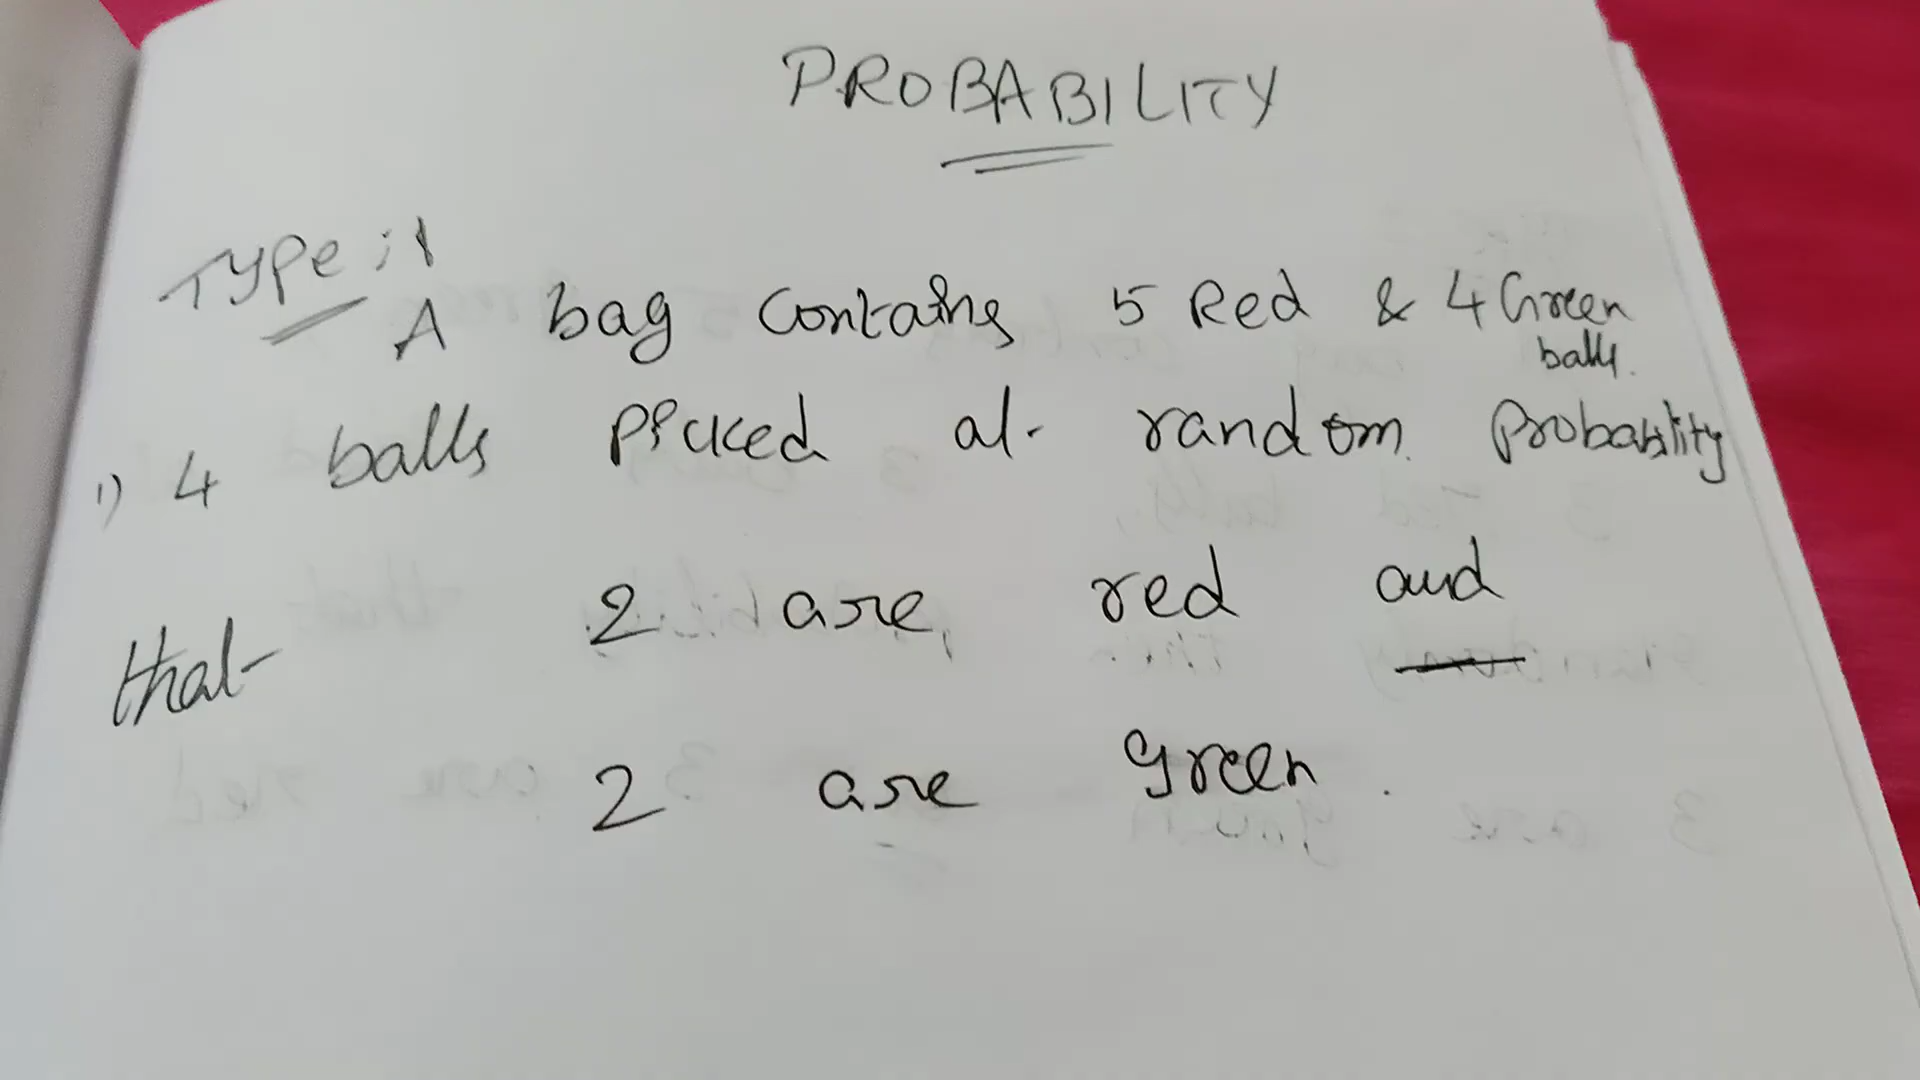 PROBABILITY
Type :1
A bag contains 5 Red & 4 Green
balls.
1) 4 balls picked at random. Probability
that 2 are red and
2 are green.